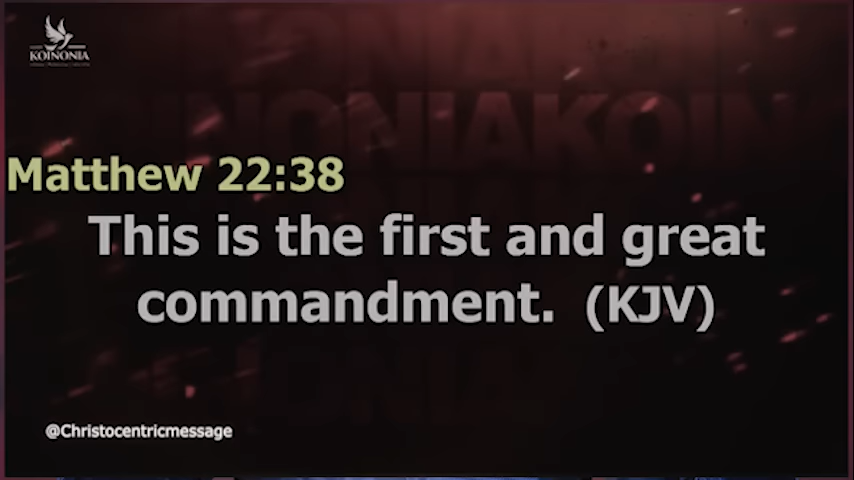 KOINONIA
Matthew 22:38
This is the first and great
commandment. (KJV)
@Christocentricmessage